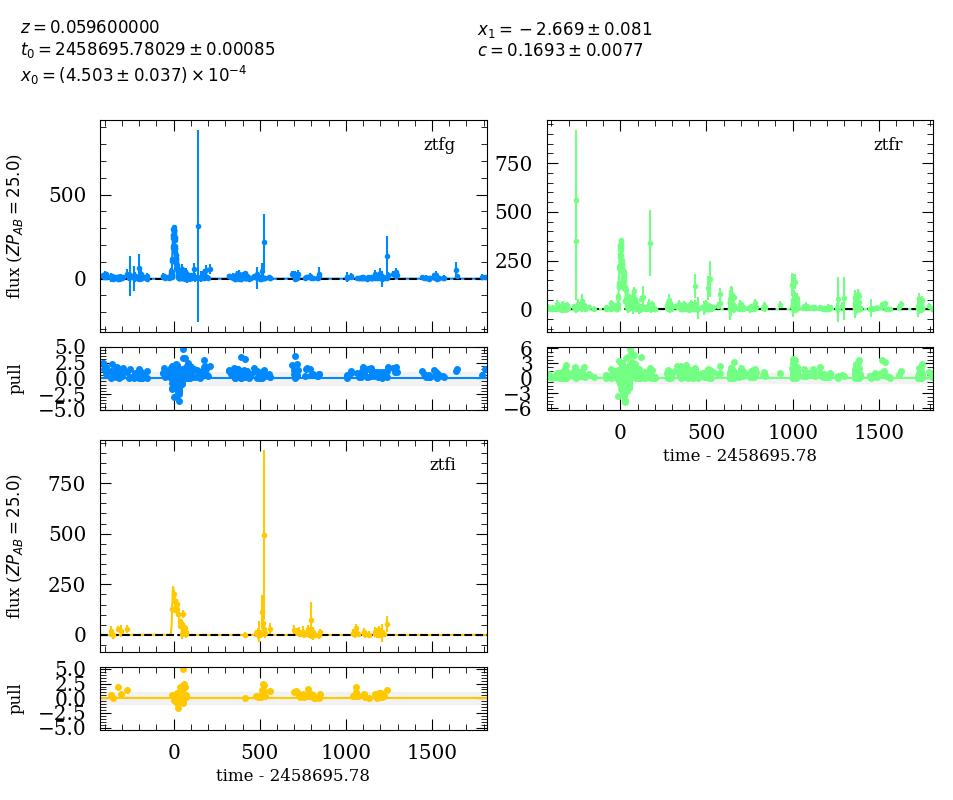 z = 0.059600000
t₀ = 2458695.78029 ± 0.00085
x₀ = (4.503 ± 0.037) × 10⁻⁴
x₁ = −2.669 ± 0.081
c = 0.1693 ± 0.0077
ztfg
500
0
flux (ZP_AB = 25.0)
5.0
2.5
0.0
−2.5
−5.0
pull
ztfr
750
500
250
0
6
3
0
−3
−6
0 500 1000 1500
time - 2458695.78
ztfi
750
500
250
0
flux (ZP_AB = 25.0)
5.0
2.5
0.0
−2.5
−5.0
pull
0 500 1000 1500
time - 2458695.78